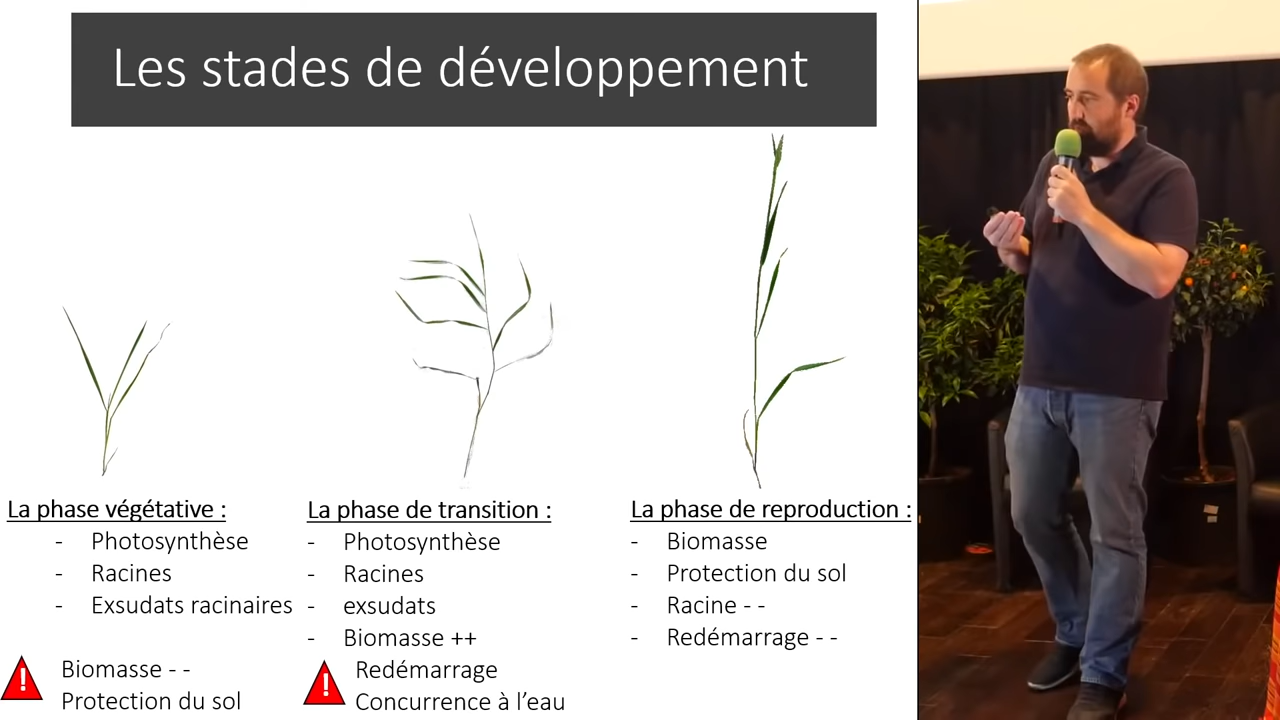 Les stades de développement
La phase végétative :
- Photosynthèse
- Racines
- Exsudats racinaires
! Biomasse - -
Protection du sol
La phase de transition :
- Photosynthèse
- Racines
- exsudats
- Biomasse ++
! Redémarrage
Concurrence à l'eau
La phase de reproduction :
- Biomasse
- Protection du sol
- Racine - -
- Redémarrage - -